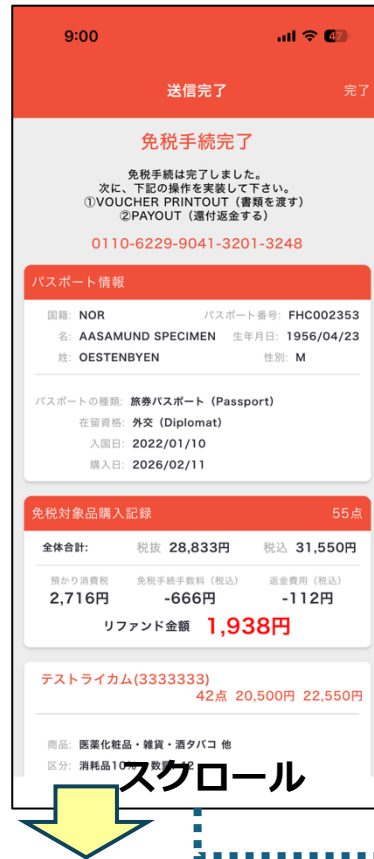 9:00
47
送信完了
完了
免税手続完了
免税手続は完了しました。
次に、下記の操作を実装して下さい。
①VOUCHER PRINTOUT（書類を渡す）
②PAYOUT（還付返金する）
0110-6229-9041-3201-3248
パスポート情報
国籍: NOR パスポート番号: FHC002353
名: AASAMUND SPECIMEN 生年月日: 1956/04/23
姓: OESTENBYEN 性別: M
パスポートの種類: 旅券パスポート（Passport）
在留資格: 外交（Diplomat）
入国日: 2022/01/10
購入日: 2026/02/11
免税対象品購入記録 55点
全体合計: 税抜 28,833円 税込 31,550円
預かり消費税 免税手続手数料（税込） 返金費用（税込）
2,716円 -666円 -112円
リファンド金額 1,938円
テストライカム(3333333)
42点 20,500円 22,550円
商品: 医薬化粧品・雑貨・酒タバコ 他
区分: 消耗品10% 数量: 42
スクロール